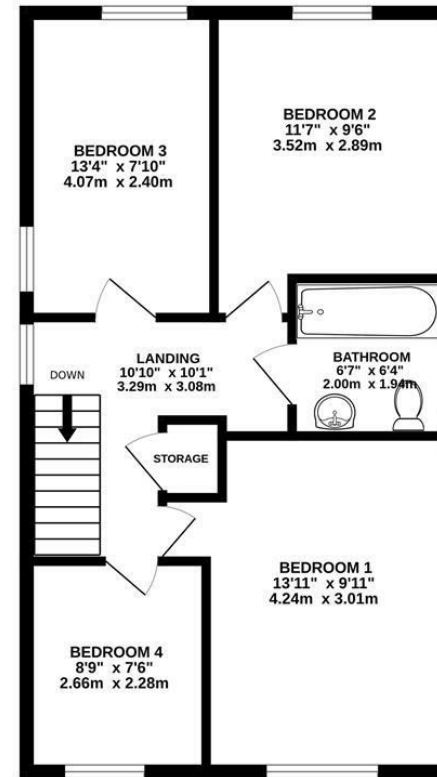 BEDROOM 2
11'7" x 9'6"
3.52m x 2.89m
BEDROOM 3
13'4" x 7'10"
4.07m x 2.40m
LANDING
10'10" x 10'1"
3.29m x 3.08m
BATHROOM
6'7" x 6'4"
2.00m x 1.94m
DOWN
STORAGE
BEDROOM 1
13'11" x 9'11"
4.24m x 3.01m
BEDROOM 4
8'9" x 7'6"
2.66m x 2.28m